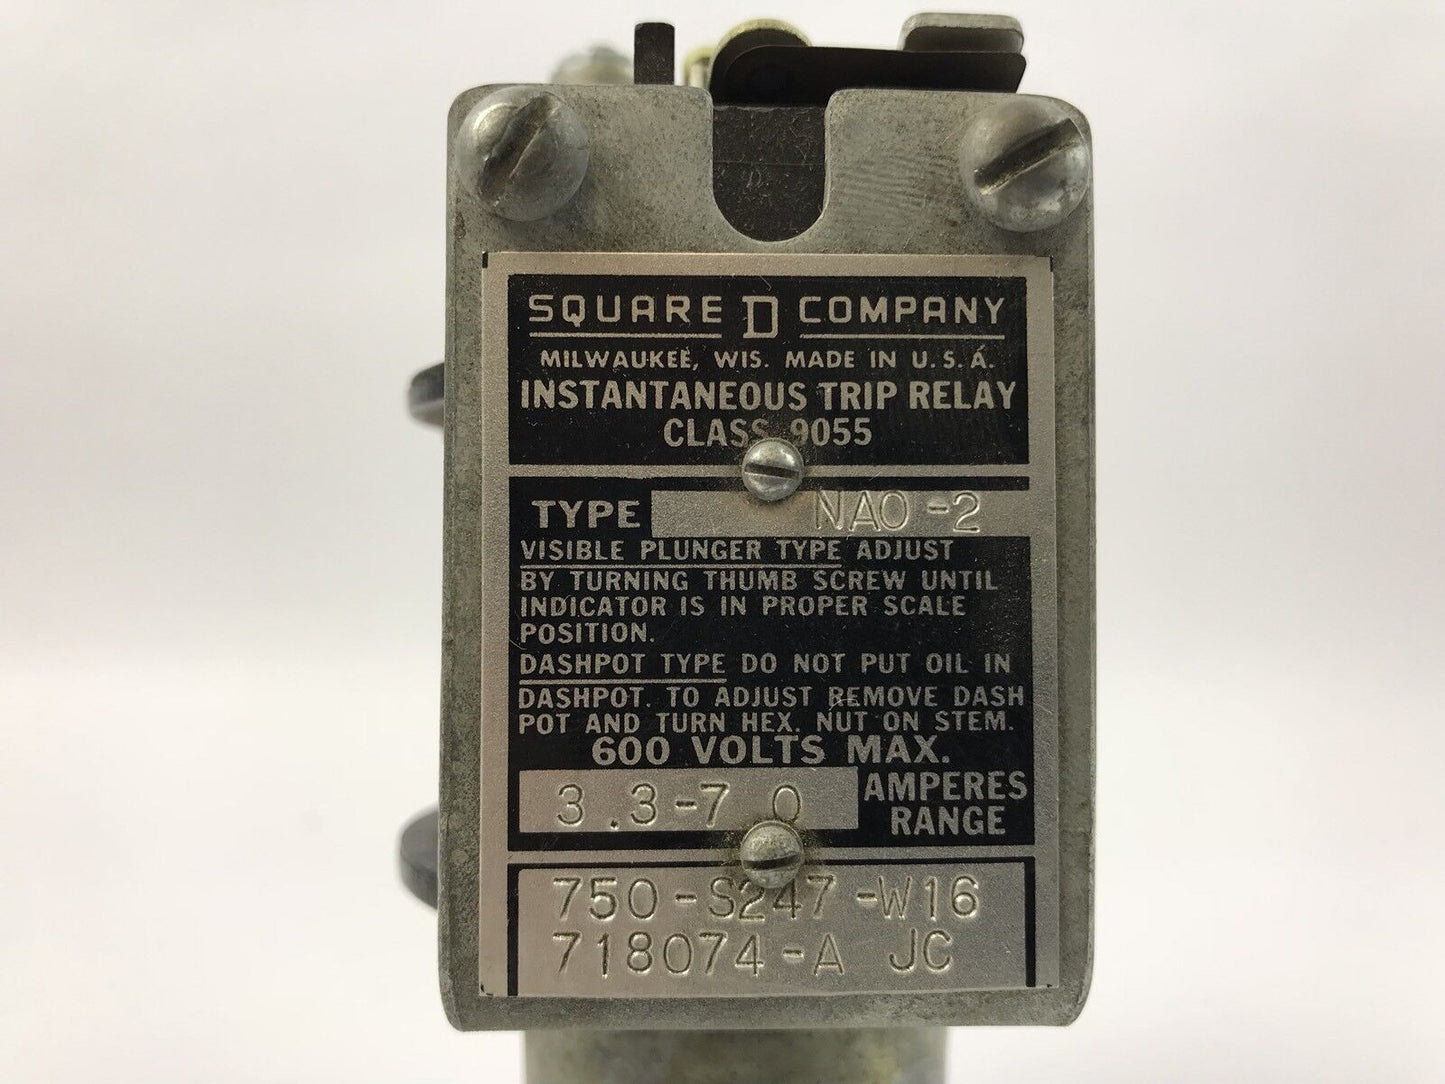 SQUARE D COMPANY
MILWAUKEE, WIS. MADE IN U.S.A.
INSTANTANEOUS TRIP RELAY
CLASS 9055
TYPE NAO-2
VISIBLE PLUNGER TYPE ADJUST
BY TURNING THUMB SCREW UNTIL
INDICATOR IS IN PROPER SCALE
POSITION.
DASHPOT TYPE DO NOT PUT OIL IN
DASHPOT. TO ADJUST REMOVE DASH
POT AND TURN HEX. NUT ON STEM.
600 VOLTS MAX.
3.3-7.0 AMPERES
RANGE
750-S247-W16
718074-A JC